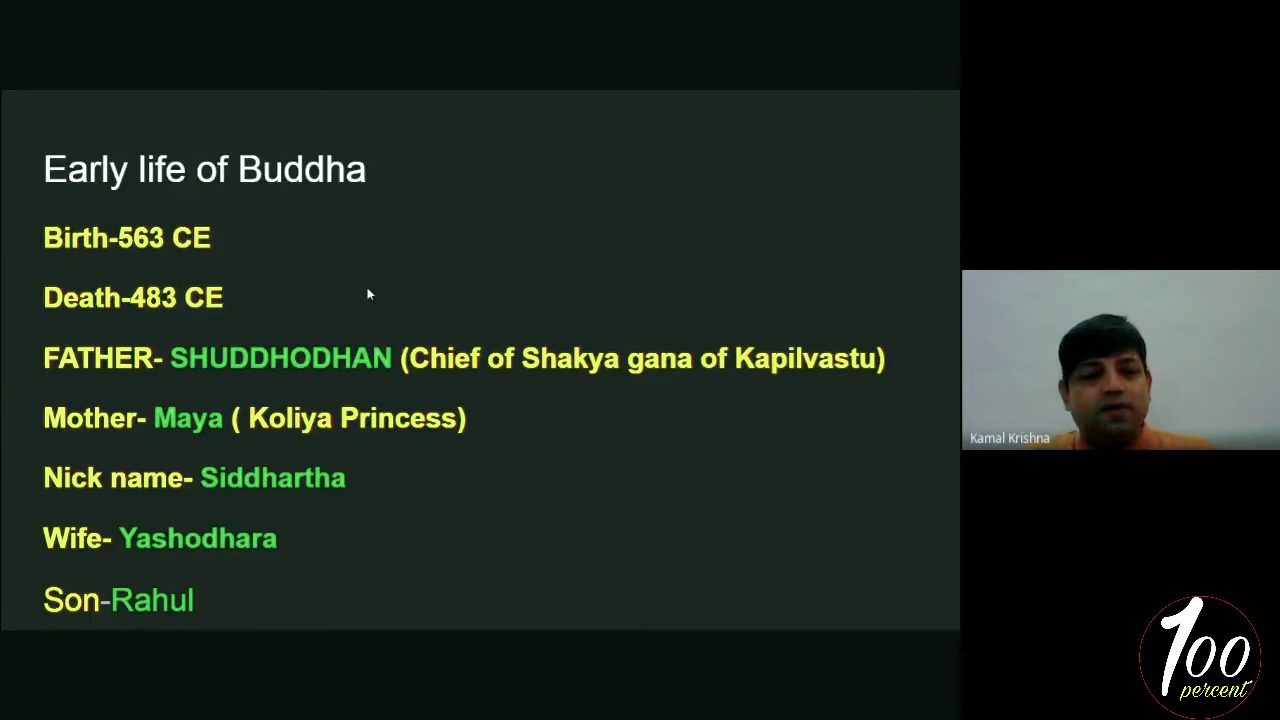 Early life of Buddha
Birth-563 CE
Death-483 CE
FATHER- SHUDDHODHAN (Chief of Shakya gana of Kapilvastu)
Mother- Maya ( Koliya Princess)
Nick name- Siddhartha
Wife- Yashodhara
Son-Rahul
Kamal Krishna
100
percent